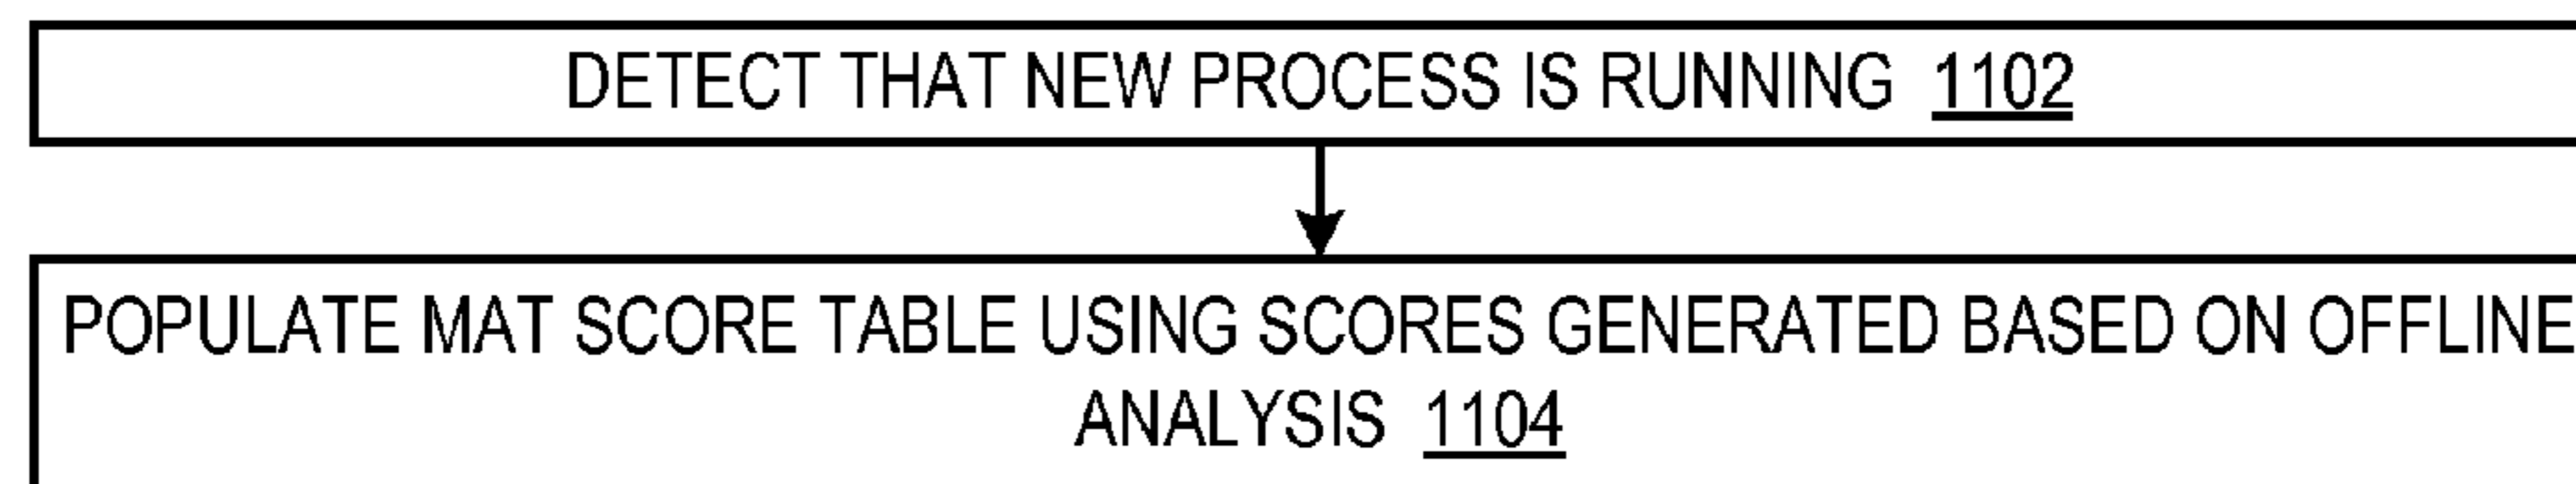 DETECT THAT NEW PROCESS IS RUNNING 1102
POPULATE MAT SCORE TABLE USING SCORES GENERATED BASED ON OFFLINE
ANALYSIS 1104